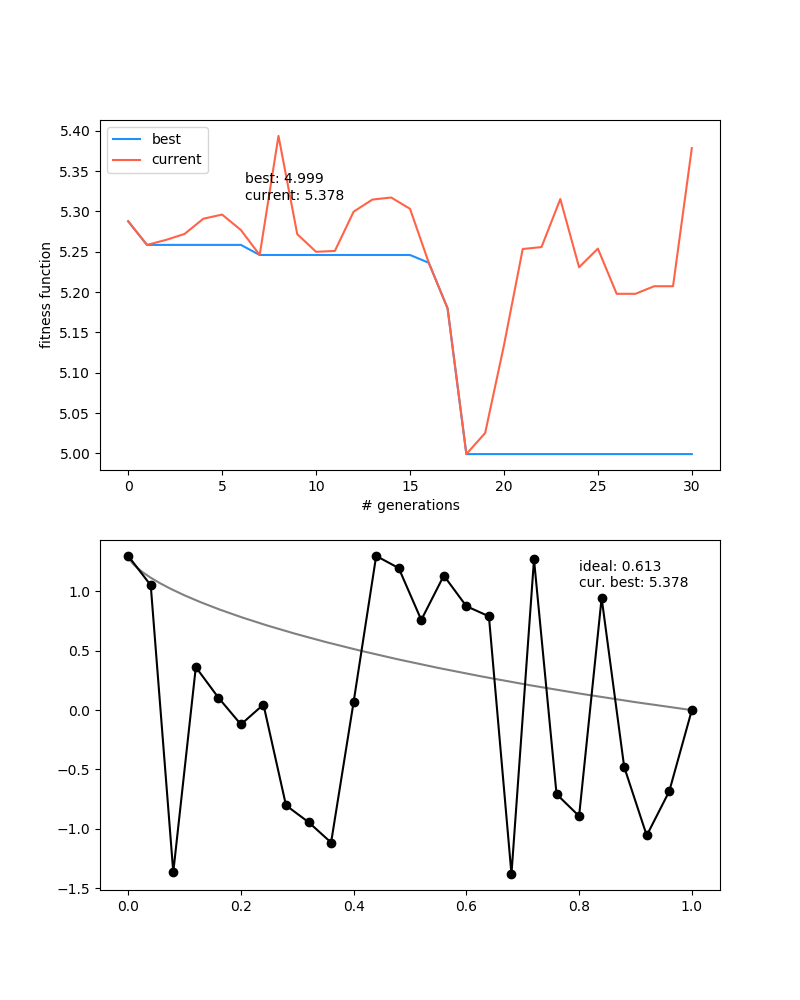 5.40
5.35
5.30
5.25
5.20
5.15
5.10
5.05
5.00
fitness function
best
current
best: 4.999
current: 5.378
0 5 10 15 20 25 30
# generations
1.0
0.5
0.0
−0.5
−1.0
−1.5
ideal: 0.613
cur. best: 5.378
0.0 0.2 0.4 0.6 0.8 1.0